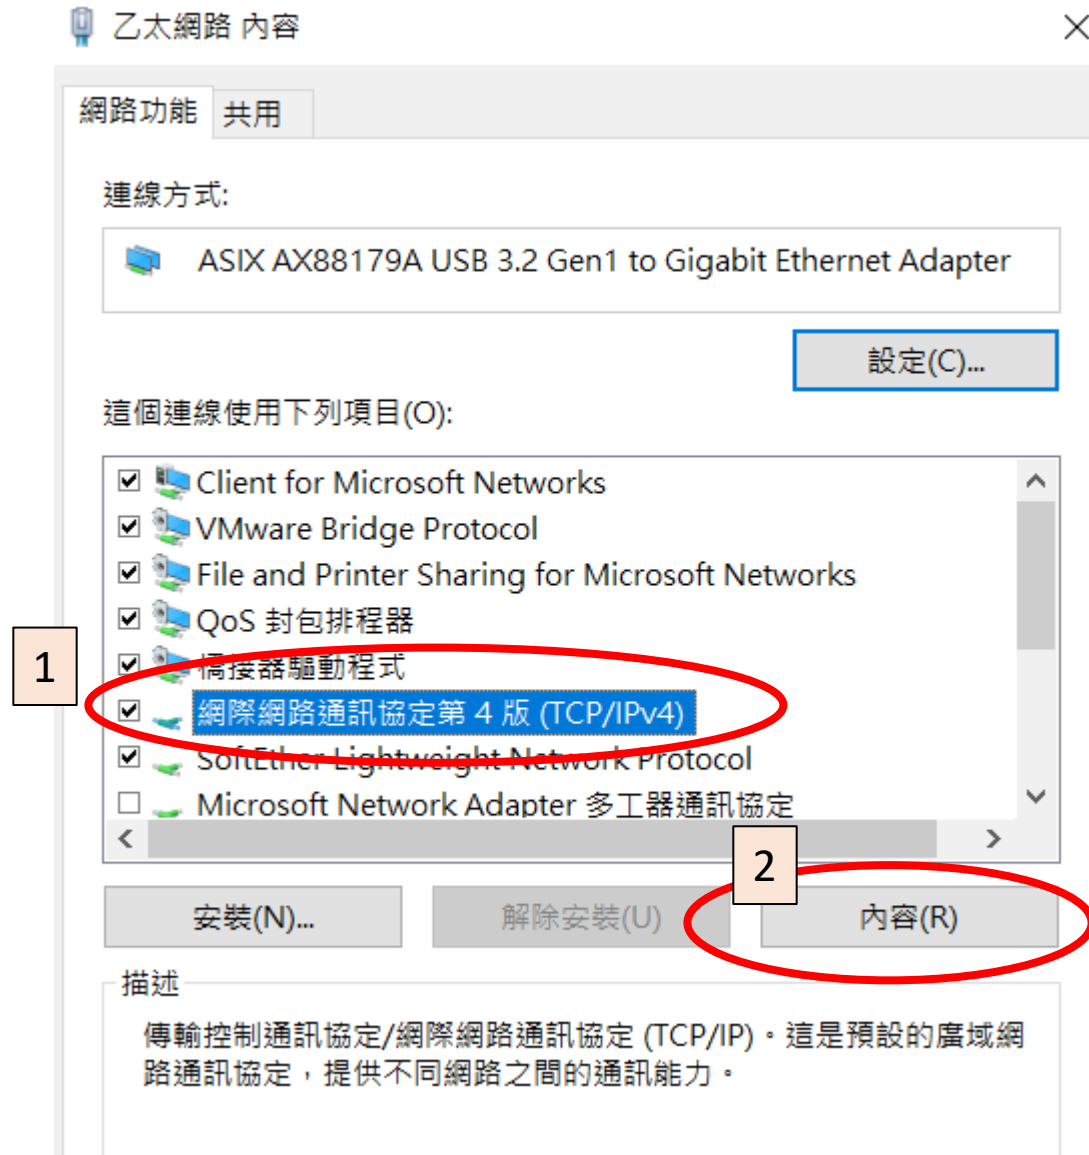 乙太網路 內容
網路功能
共用
連線方式:
ASIX AX88179A USB 3.2 Gen1 to Gigabit Ethernet Adapter
設定(C)...
這個連線使用下列項目(O):
Client for Microsoft Networks
VMware Bridge Protocol
File and Printer Sharing for Microsoft Networks
QoS 封包排程器
1
橋接器驅動程式
網際網路通訊協定第 4 版 (TCP/IPv4)
SoftEther Lightweight Network Protocol
Microsoft Network Adapter 多工器通訊協定
2
安裝(N)...
解除安裝(U)
內容(R)
描述
傳輸控制通訊協定/網際網路通訊協定 (TCP/IP)。這是預設的廣域網
路通訊協定，提供不同網路之間的通訊能力。